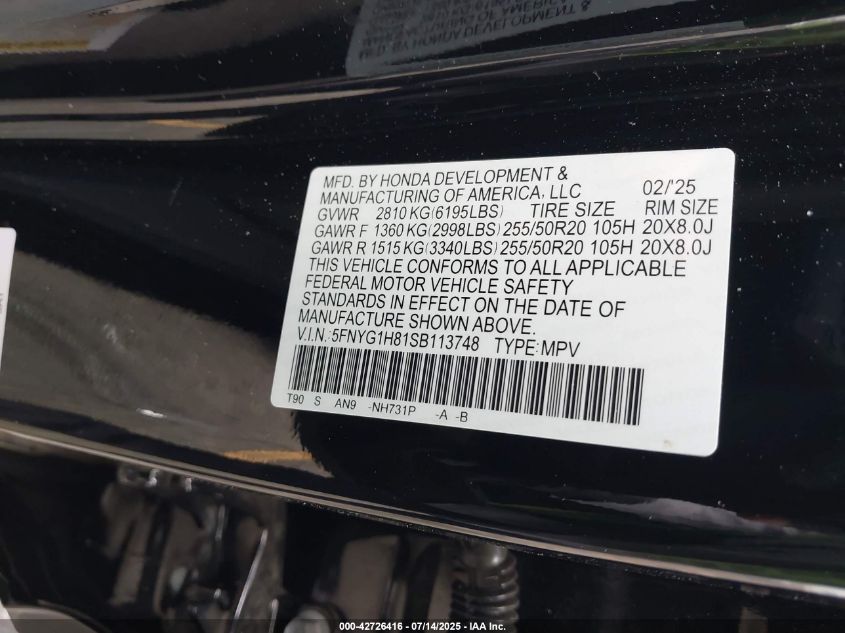 MFD. BY HONDA DEVELOPMENT &
MANUFACTURING OF AMERICA, LLC 02/'25
GVWR 2810 KG(6195LBS) TIRE SIZE RIM SIZE
GAWR F 1360 KG(2998LBS) 255/50R20 105H 20X8.0J
GAWR R 1515 KG(3340LBS) 255/50R20 105H 20X8.0J
THIS VEHICLE CONFORMS TO ALL APPLICABLE
FEDERAL MOTOR VEHICLE SAFETY
STANDARDS IN EFFECT ON THE DATE OF
MANUFACTURE SHOWN ABOVE.
V.I.N.:5FNYG1H81SB113748 TYPE:MPV
T90 S AN9 -NH731P -A -B
000-42726416 - 07/14/2025 - IAA Inc.